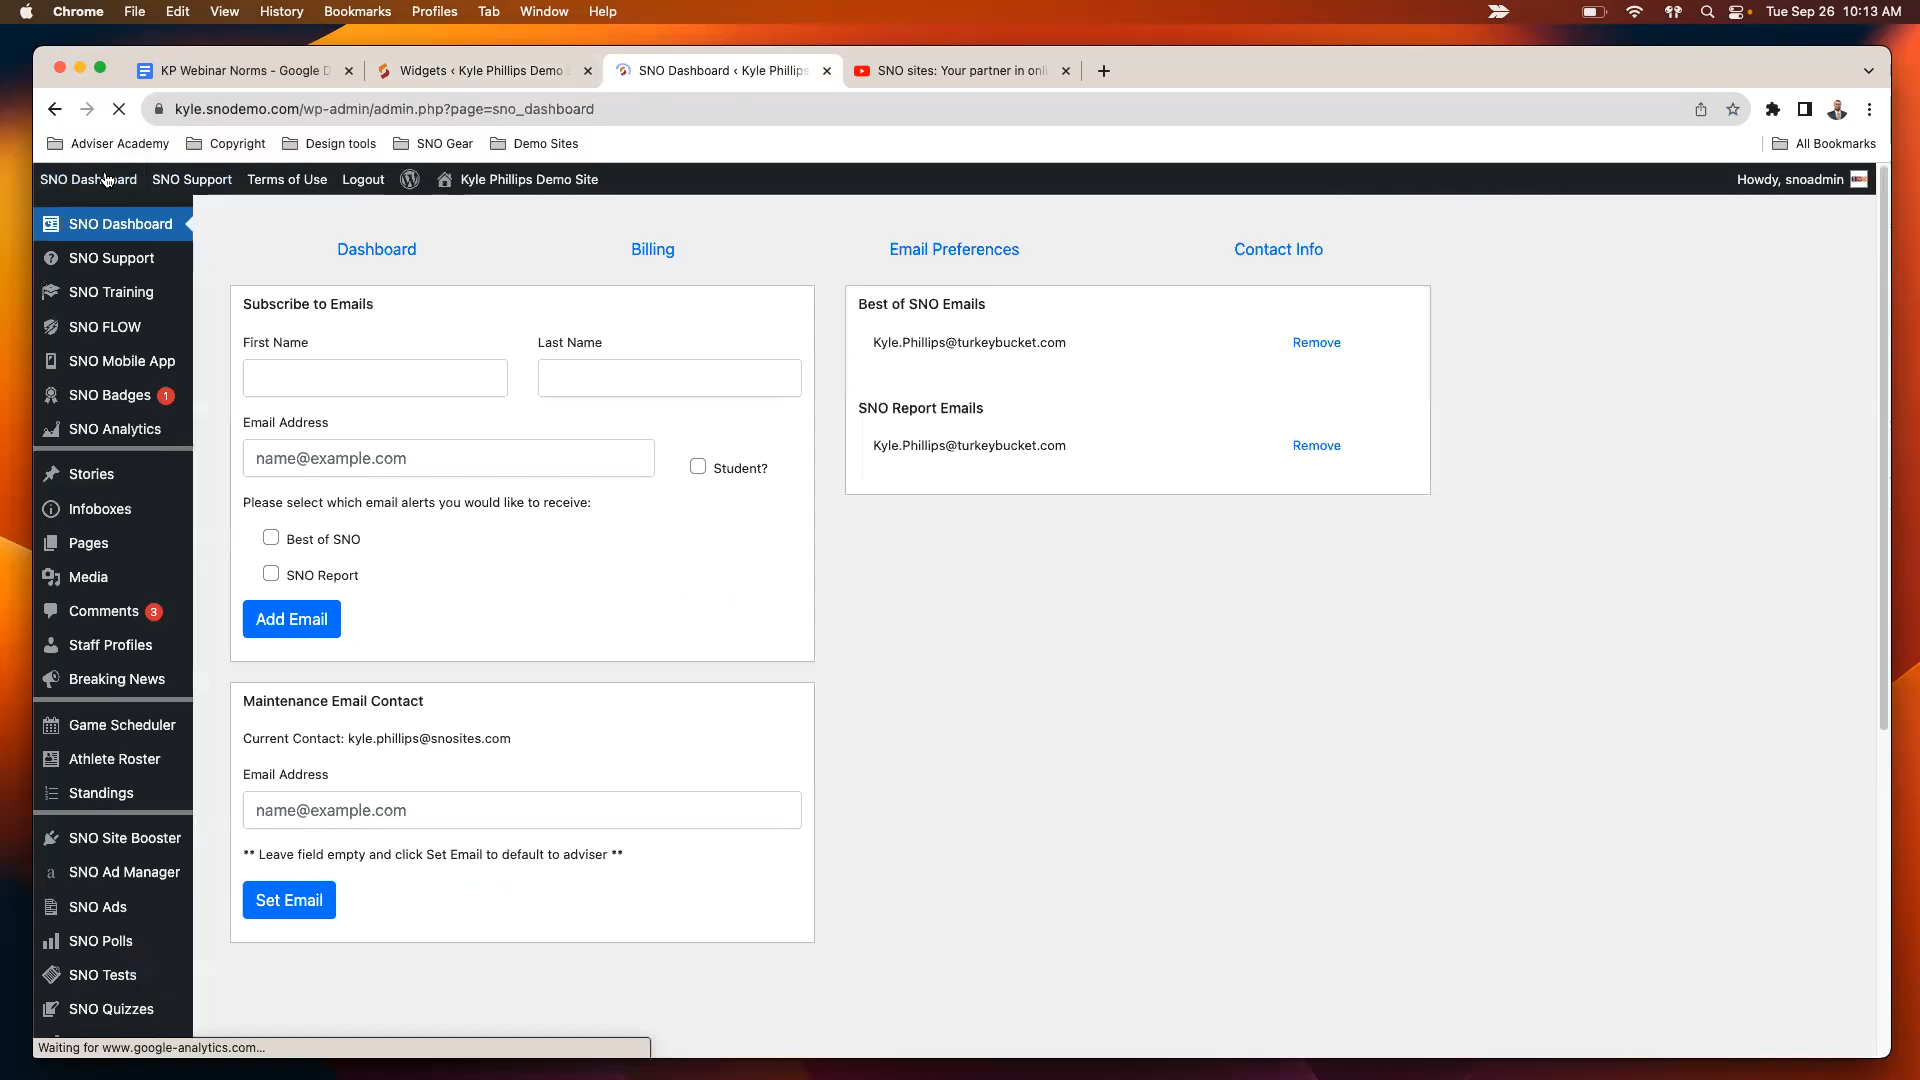 Chrome File Edit View History Bookmarks Profiles Tab Window Help Tue Sep 26 10:13 AM
KP Webinar Norms - Google D
Widgets ‹ Kyle Phillips Demo
SNO Dashboard ‹ Kyle Phillips
SNO sites: Your partner in onli
kyle.snodemo.com/wp-admin/admin.php?page=sno_dashboard
Adviser Academy Copyright Design tools SNO Gear Demo Sites All Bookmarks
SNO Dashboard SNO Support Terms of Use Logout Kyle Phillips Demo Site Howdy, snoadmin
SNO Dashboard
SNO Support
SNO Training
SNO FLOW
SNO Mobile App
SNO Badges 1
SNO Analytics
Stories
Infoboxes
Pages
Media
Comments 3
Staff Profiles
Breaking News
Game Scheduler
Athlete Roster
Standings
SNO Site Booster
a SNO Ad Manager
SNO Ads
SNO Polls
SNO Tests
SNO Quizzes
Dashboard Billing Email Preferences Contact Info
Subscribe to Emails
First Name Last Name
Email Address
name@example.com
Student?
Please select which email alerts you would like to receive:
Best of SNO
SNO Report
Add Email
Best of SNO Emails
Kyle.Phillips@turkeybucket.com Remove
SNO Report Emails
Kyle.Phillips@turkeybucket.com Remove
Maintenance Email Contact
Current Contact: kyle.phillips@snosites.com
Email Address
name@example.com
** Leave field empty and click Set Email to default to adviser **
Set Email
Waiting for www.google-analytics.com...